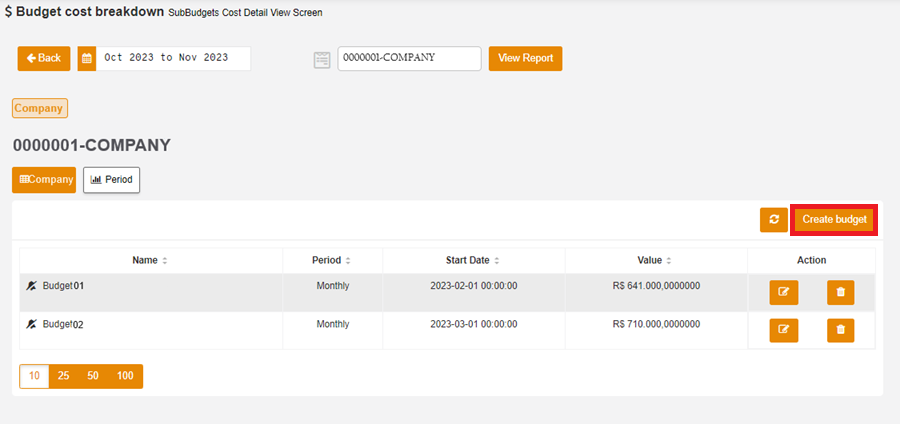 $ Budget cost breakdown SubBudgets Cost Detail View Screen
Back Oct 2023 to Nov 2023 0000001-COMPANY View Report
Company
0000001-COMPANY
Company Period
Create budget
Name Period Start Date Value Action
Budget01 Monthly 2023-02-01 00:00:00 R$ 641.000,0000000
Budget02 Monthly 2023-03-01 00:00:00 R$ 710.000,0000000
10 25 50 100